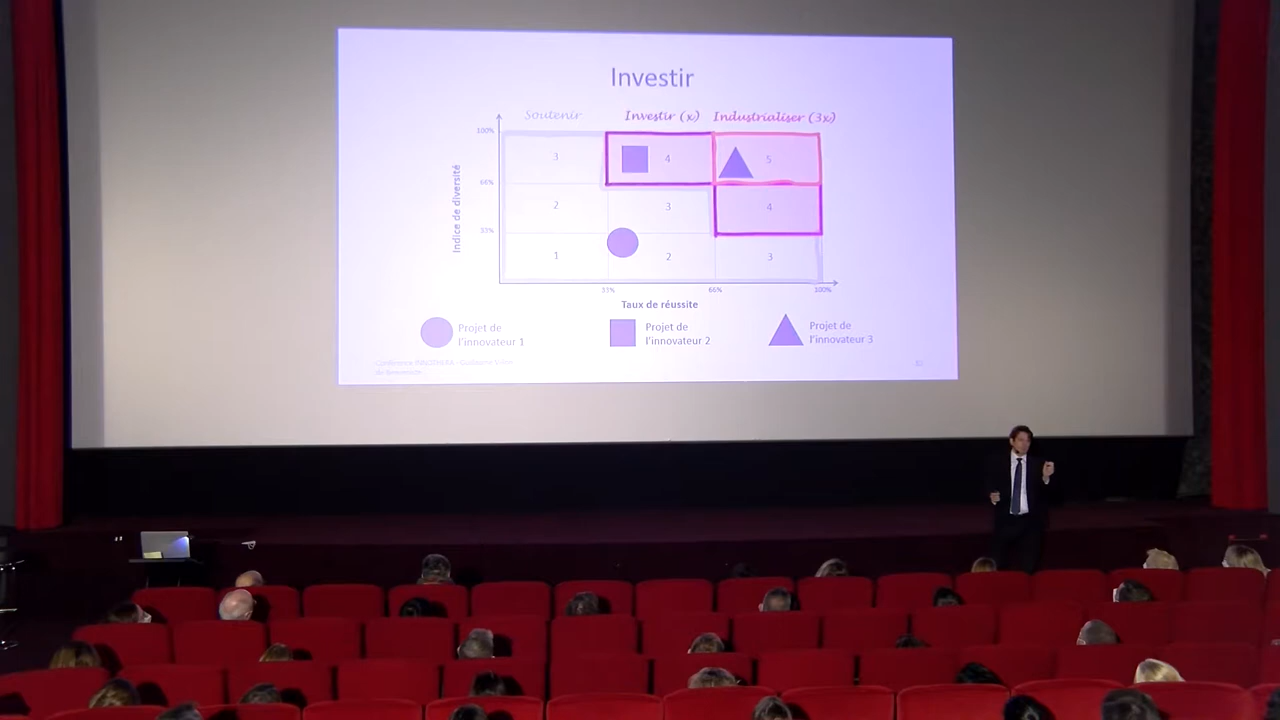 Investir
Soutenir Investir (x) Industrialiser (3x)
100%
3 4 5
66%
2 3 4
33%
1 2 3
33% 66% 100%
Indice de diversité
Taux de réussite
Projet de
l'innovateur 1
Projet de
l'innovateur 2
Projet de
l'innovateur 3